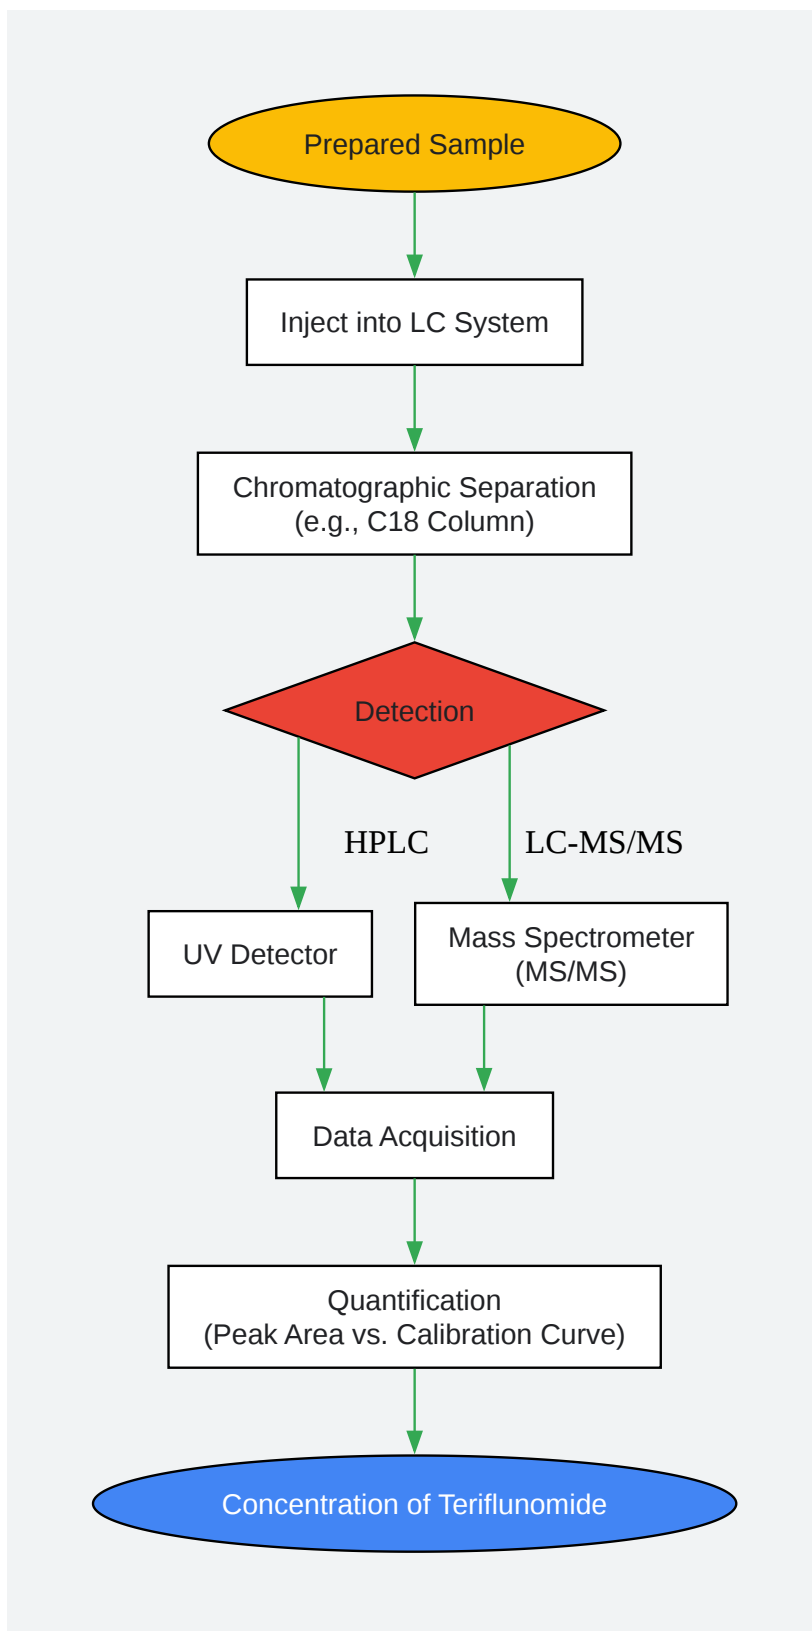 Prepared Sample
Inject into LC System
Chromatographic Separation
(e.g., C18 Column)
Detection
HPLC
LC-MS/MS
UV Detector
Mass Spectrometer
(MS/MS)
Data Acquisition
Quantification
(Peak Area vs. Calibration Curve)
Concentration of Teriflunomide